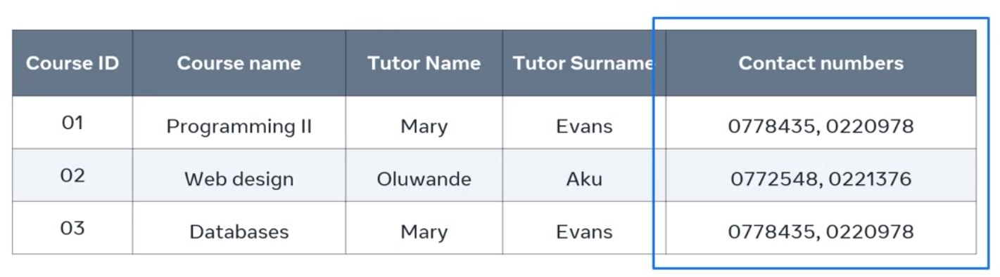 Course ID Course name Tutor Name Tutor Surname Contact numbers
01 Programming II Mary Evans 0778435, 0220978
02 Web design Oluwande Aku 0772548, 0221376
03 Databases Mary Evans 0778435, 0220978